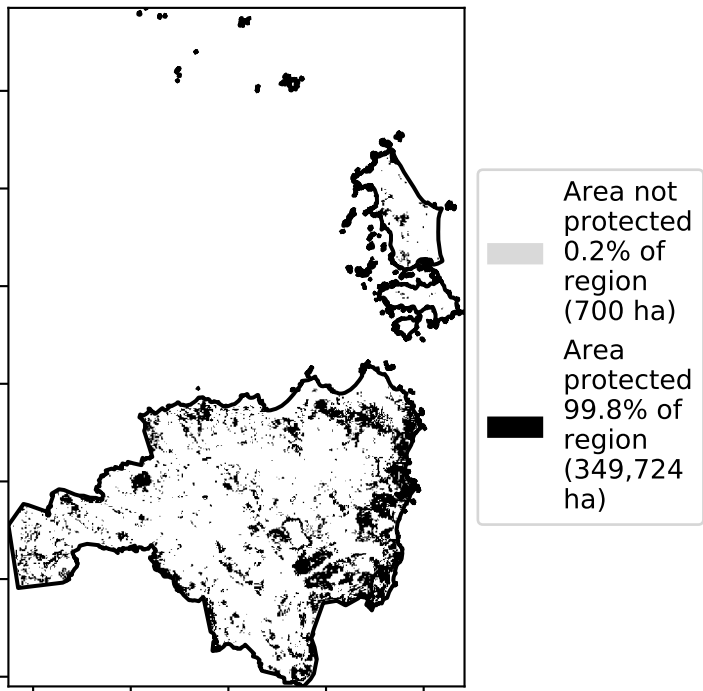 Area not
protected
0.2% of
region
(700 ha)
Area
protected
99.8% of
region
(349,724
ha)